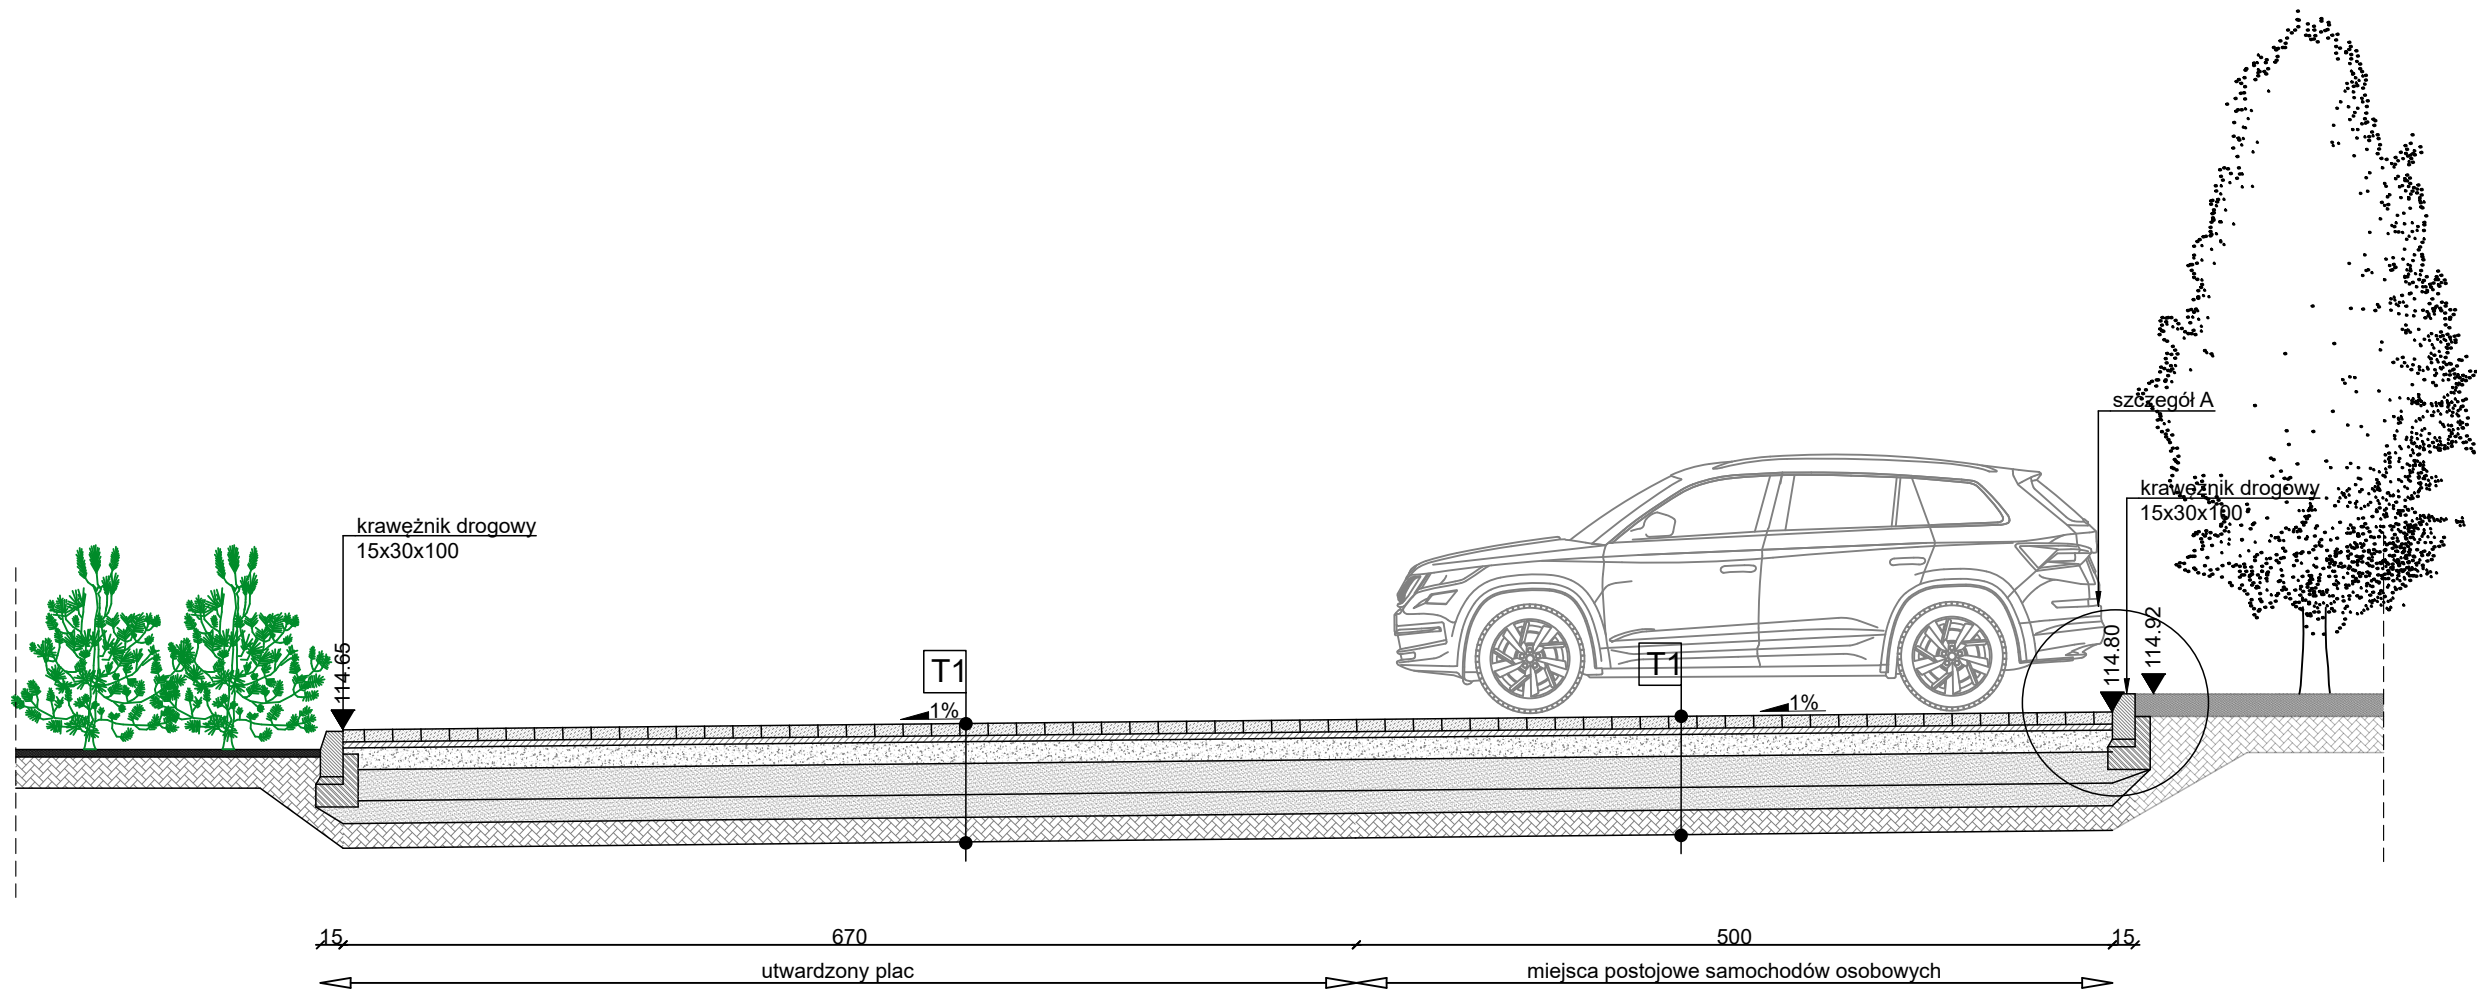 szczegół A
krawężnik drogowy
15x30x100
krawężnik drogowy
15x30x100
114.65
T1
1%
T1
1%
114.80
114.92
15
670
500
15
utwardzony plac
miejsca postojowe samochodów osobowych